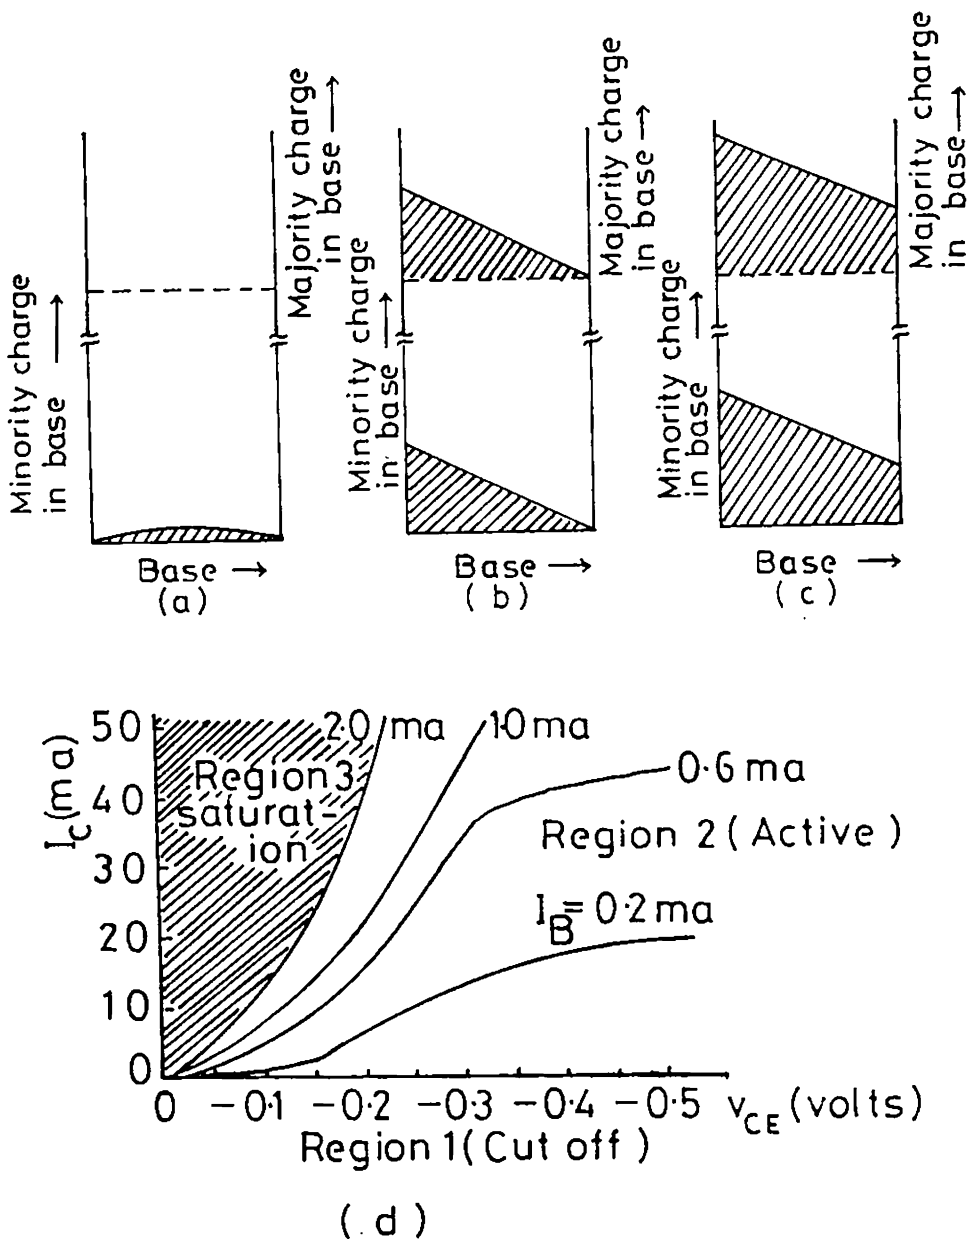 Minority charge
in base →
Majority charge
in base →
Base →
(a)
Minority charge
in base →
Majority charge
in base →
Base →
(b)
Minority charge
in base →
Majority charge
in base →
Base →
(c)
I_C (ma)
50
40
30
20
10
0
2.0 ma
1.0 ma
0.6 ma
Region 3
saturat-
ion
Region 2 (Active)
I_B = 0.2 ma
0 -0.1 -0.2 -0.3 -0.4 -0.5 v_CE (volts)
Region 1 (Cut off)
(d)